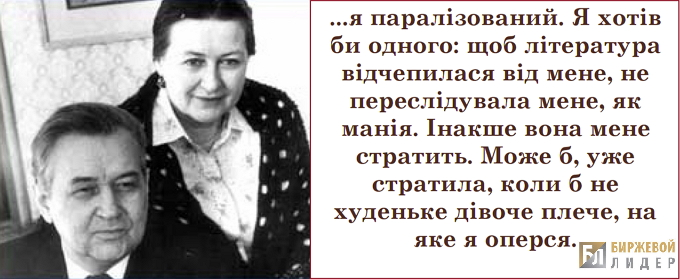 ...я паралізований. Я хотів
би одного: щоб література
відчепилася від мене, не
переслідувала мене, як
манія. Інакше вона мене
стратить. Може б, уже
стратила, коли б не
худеньке дівоче плече, на
яке я оперся.
БИРЖЕВОЙ
ЛИДЕР